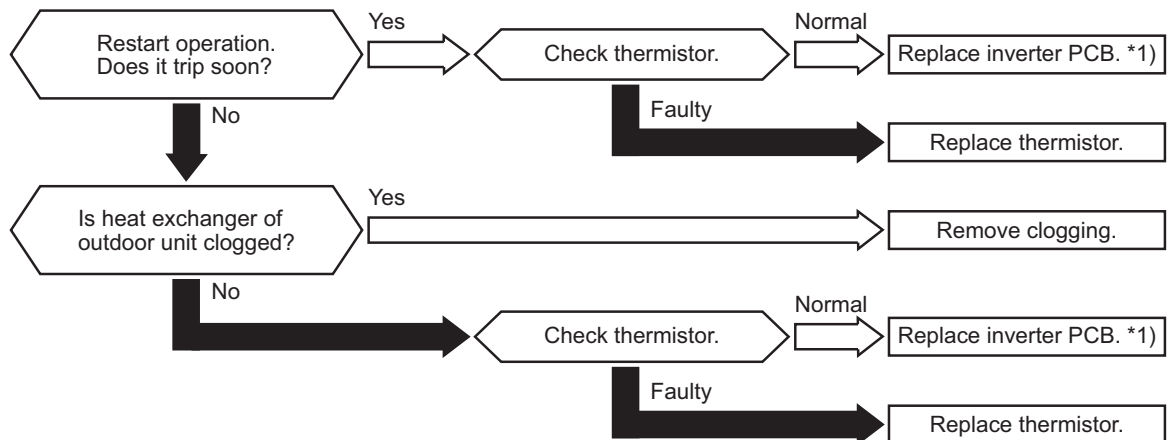 Restart operation.
Does it trip soon?
Yes
Check thermistor.
Normal
Replace inverter PCB. *1)
No
Faulty
Replace thermistor.
Is heat exchanger of
outdoor unit clogged?
Yes
Remove clogging.
No
Check thermistor.
Normal
Replace inverter PCB. *1)
Faulty
Replace thermistor.